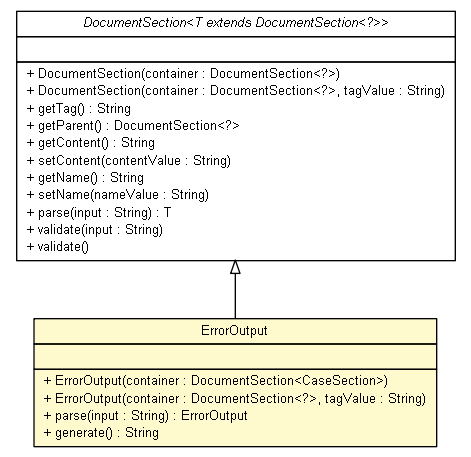 DocumentSection<T extends DocumentSection<?>>
+ DocumentSection(container : DocumentSection<?>)
+ DocumentSection(container : DocumentSection<?>, tagValue : String)
+ getTag() : String
+ getParent() : DocumentSection<?>
+ getContent() : String
+ setContent(contentValue : String)
+ getName() : String
+ setName(nameValue : String)
+ parse(input : String) : T
+ validate(input : String)
+ validate()
ErrorOutput
+ ErrorOutput(container : DocumentSection<CaseSection>)
+ ErrorOutput(container : DocumentSection<?>, tagValue : String)
+ parse(input : String) : ErrorOutput
+ generate() : String